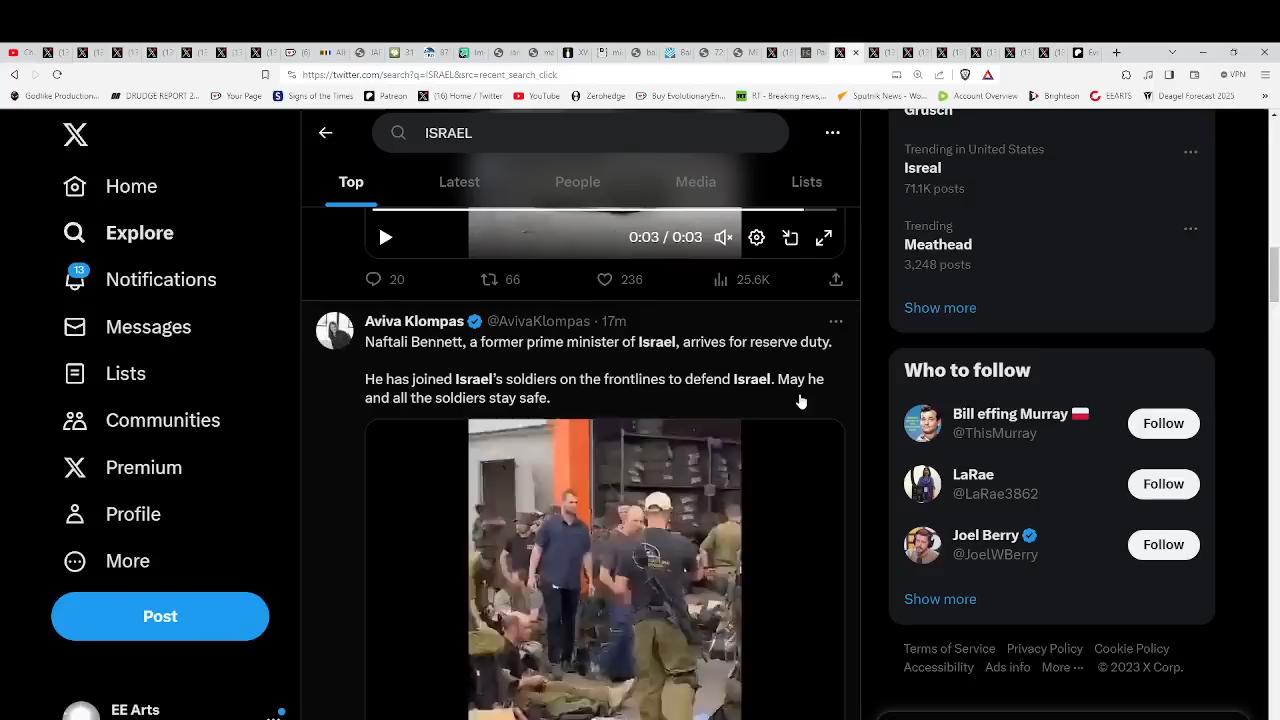 https://twitter.com/search?q=ISRAEL&src=recent_search_click
VPN
Godlike Production...
DRUDGE REPORT 2...
Your Page
Signs of the Times
Patreon
(16) Home / Twitter
YouTube
Zerohedge
Buy EvolutionaryEn...
RT - Breaking news,...
Sputnik News - Wo...
Account Overview
Brighteon
EEARTS
Deagel Forecast 2025
Home
Explore
13
Notifications
Messages
Lists
Communities
Premium
Profile
More
Post
EE Arts
ISRAEL
Top
Latest
People
Media
Lists
0:03 / 0:03
20
66
236
25.6K
Aviva Klompas @AvivaKlompas · 17m
Naftali Bennett, a former prime minister of Israel, arrives for reserve duty.
He has joined Israel's soldiers on the frontlines to defend Israel. May he
and all the soldiers stay safe.
Grusch
Trending in United States
Isreal
71.1K posts
Trending
Meathead
3,248 posts
Show more
Who to follow
Bill effing Murray
@ThisMurray
Follow
LaRae
@LaRae3862
Follow
Joel Berry
@JoelWBerry
Follow
Show more
Terms of Service Privacy Policy Cookie Policy
Accessibility Ads info More ··· © 2023 X Corp.